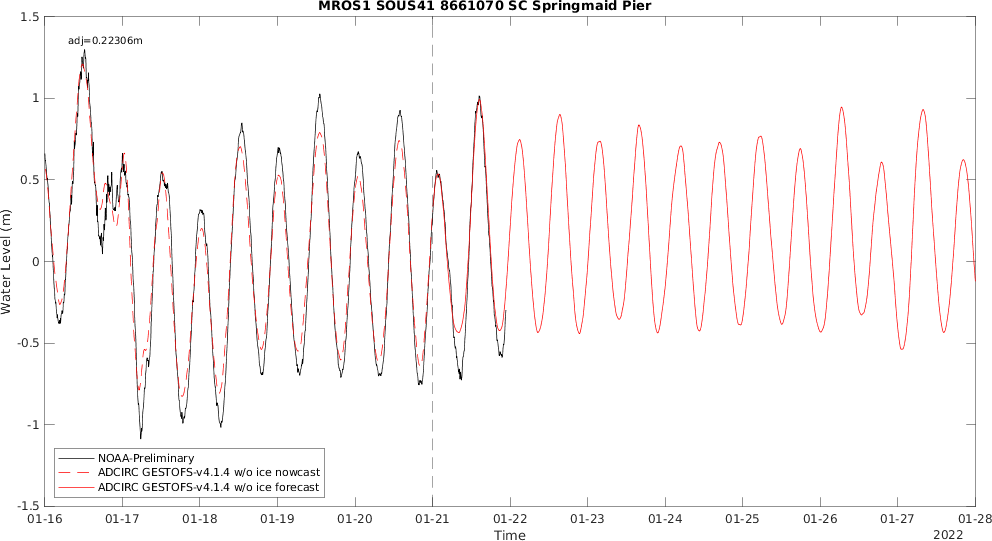 MROS1 SOUS41 8661070 SC Springmaid Pier
adj=0.22306m
1.5
1
0.5
0
-0.5
-1
-1.5
Water Level (m)
NOAA-Preliminary
ADCIRC GESTOFS-v4.1.4 w/o ice nowcast
ADCIRC GESTOFS-v4.1.4 w/o ice forecast
01-16 01-17 01-18 01-19 01-20 01-21 01-22 01-23 01-24 01-25 01-26 01-27 01-28
Time
2022